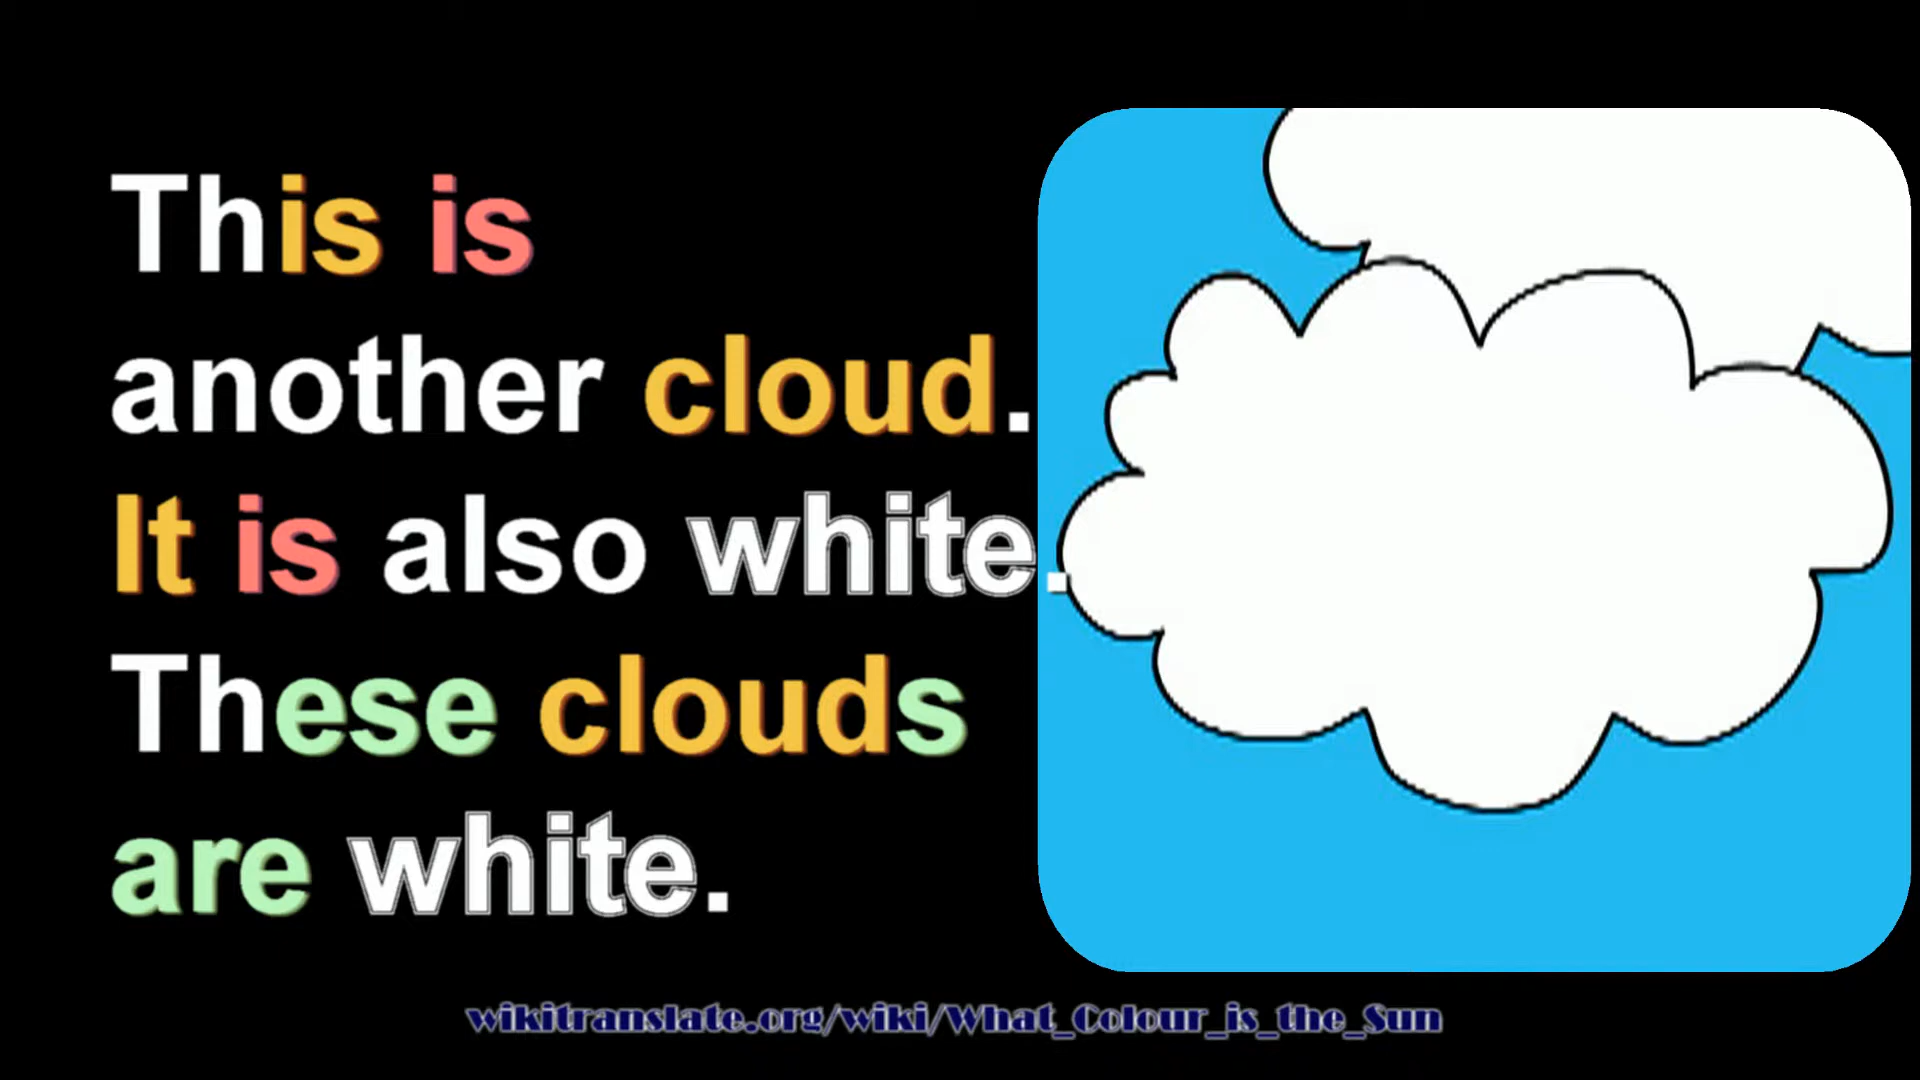 This is
another cloud.
It is also white.
These clouds
are white.
wikitranslate.org/wiki/What_Colour_is_the_Sun